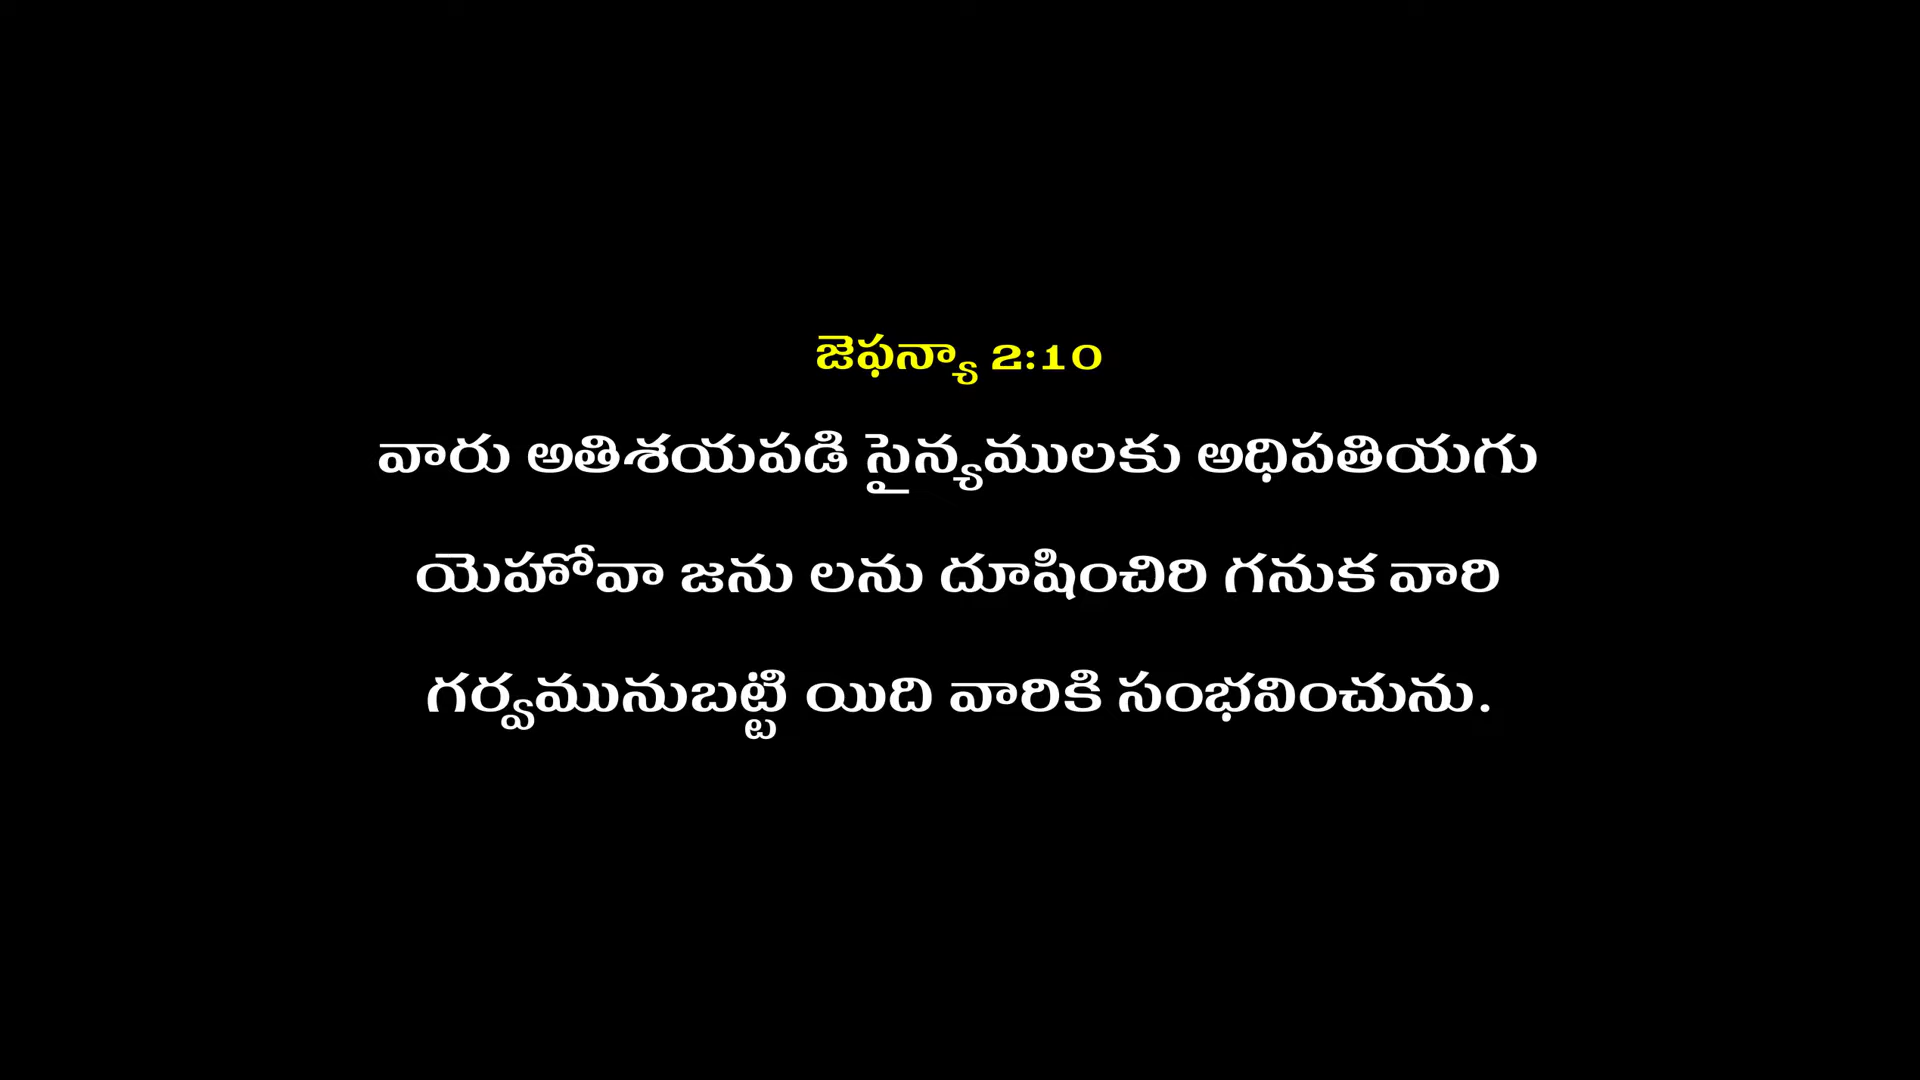 జెఫన్యా 2:10
వారు అతిశయపడి సైన్యములకు అధిపతియగు
యెహోవా జను లను దూషించిరి గనుక వారి
గర్వమునుబట్టి యిది వారికి సంభవించును.